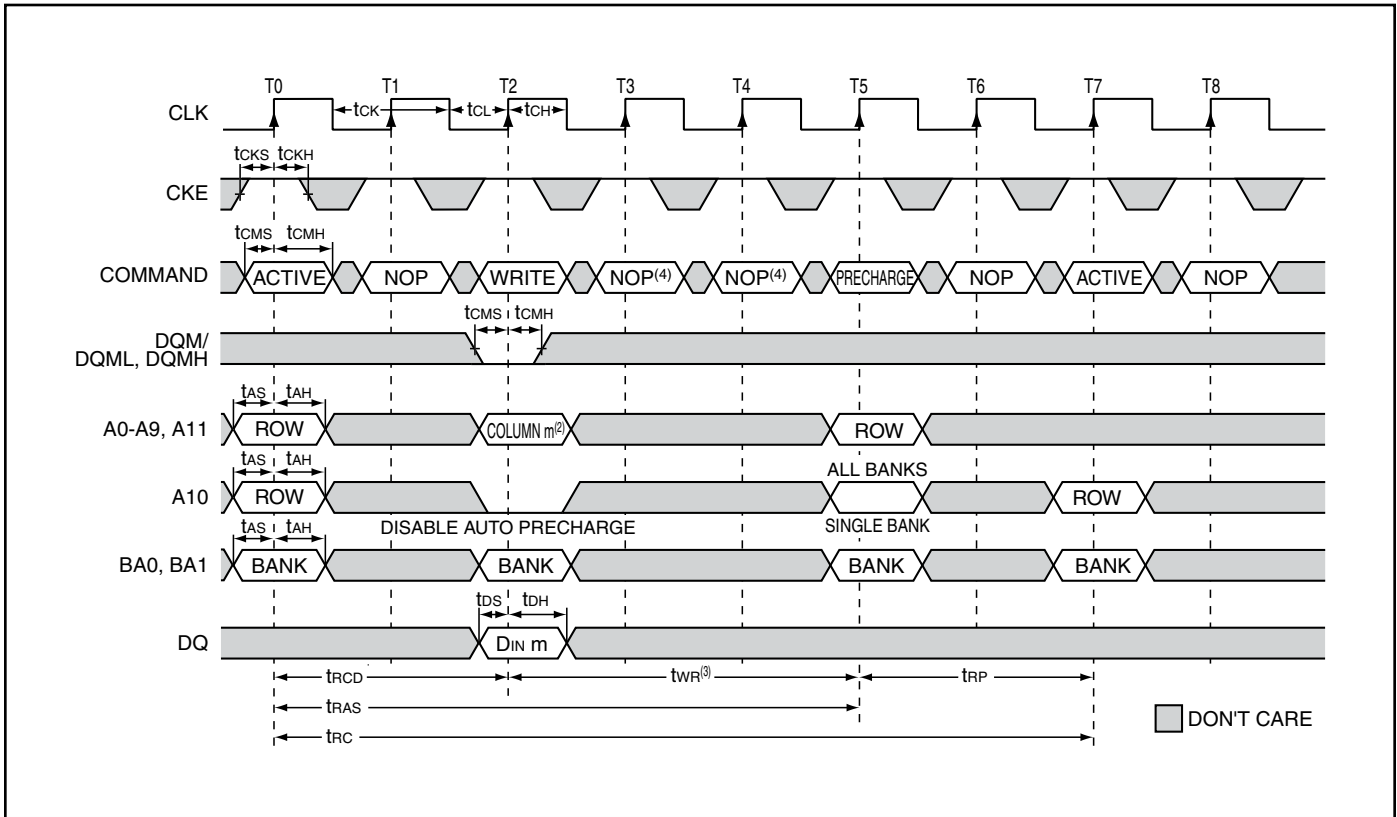 T0 T1 T2 T3 T4 T5 T6 T7 T8
CLK tCK tCL tCH
tCKS tCKH
CKE
tCMS tCMH
COMMAND ACTIVE NOP WRITE NOP(4) NOP(4) PRECHARGE NOP ACTIVE NOP
tCMS tCMH
DQM/
DQML, DQMH
tAS tAH
A0-A9, A11 ROW COLUMN m(2) ROW
tAS tAH ALL BANKS
A10 ROW ROW
tAS tAH DISABLE AUTO PRECHARGE SINGLE BANK
BA0, BA1 BANK BANK BANK BANK
tDS tDH
DQ DIN m
tRCD tWR(3) tRP
tRAS
DON'T CARE
tRC